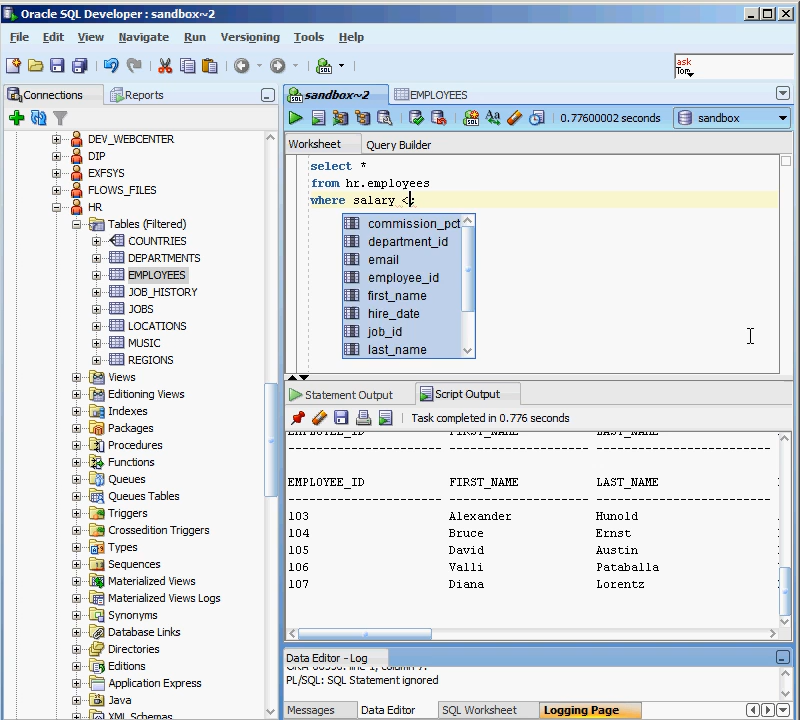 Oracle SQL Developer : sandbox~2
File Edit View Navigate Run Versioning Tools Help
ask
Tom
Connections Reports
sandbox~2 EMPLOYEES
0.77600002 seconds sandbox
Worksheet Query Builder
DEV_WEBCENTER
DIP
EXFSYS
FLOWS_FILES
HR
Tables (Filtered)
COUNTRIES
DEPARTMENTS
EMPLOYEES
JOB_HISTORY
JOBS
LOCATIONS
MUSIC
REGIONS
Views
Editioning Views
Indexes
Packages
Procedures
Functions
Queues
Queues Tables
Triggers
Crossedition Triggers
Types
Sequences
Materialized Views
Materialized Views Logs
Synonyms
Database Links
Directories
Editions
Application Express
Java
XML Schemas
select *
from hr.employees
where salary <;
commission_pct
department_id
email
employee_id
first_name
hire_date
job_id
last_name
Statement Output Script Output
Task completed in 0.776 seconds
EMPLOYEE_ID FIRST_NAME LAST_NAME
---------------------- -------------------- -------------------------
EMPLOYEE_ID FIRST_NAME LAST_NAME
---------------------- -------------------- -------------------------
103 Alexander Hunold
104 Bruce Ernst
105 David Austin
106 Valli Pataballa
107 Diana Lorentz
Data Editor - Log
PL/SQL: SQL Statement ignored
Messages Data Editor SQL Worksheet Logging Page